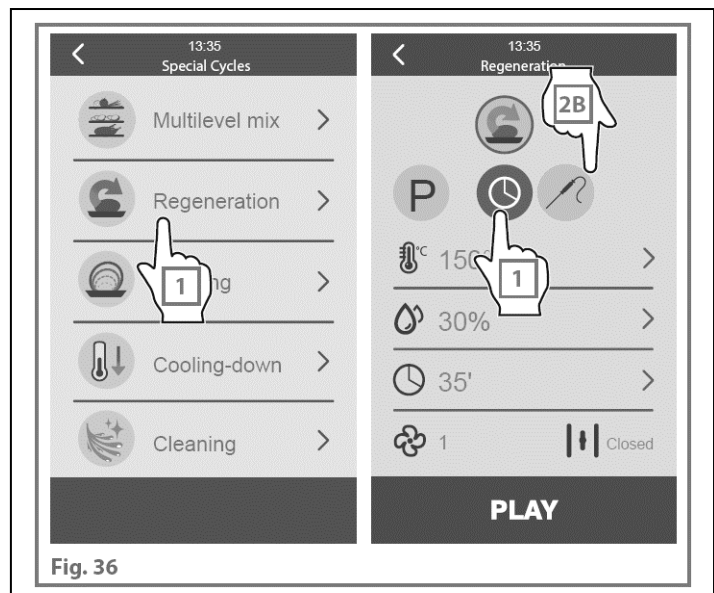 13:35
Special Cycles
Multilevel mix
Regeneration
1
ng
Cooling-down
Cleaning
13:35
Regeneration
2B
P
°C 150
1
30%
35'
1 Closed
PLAY
Fig. 36